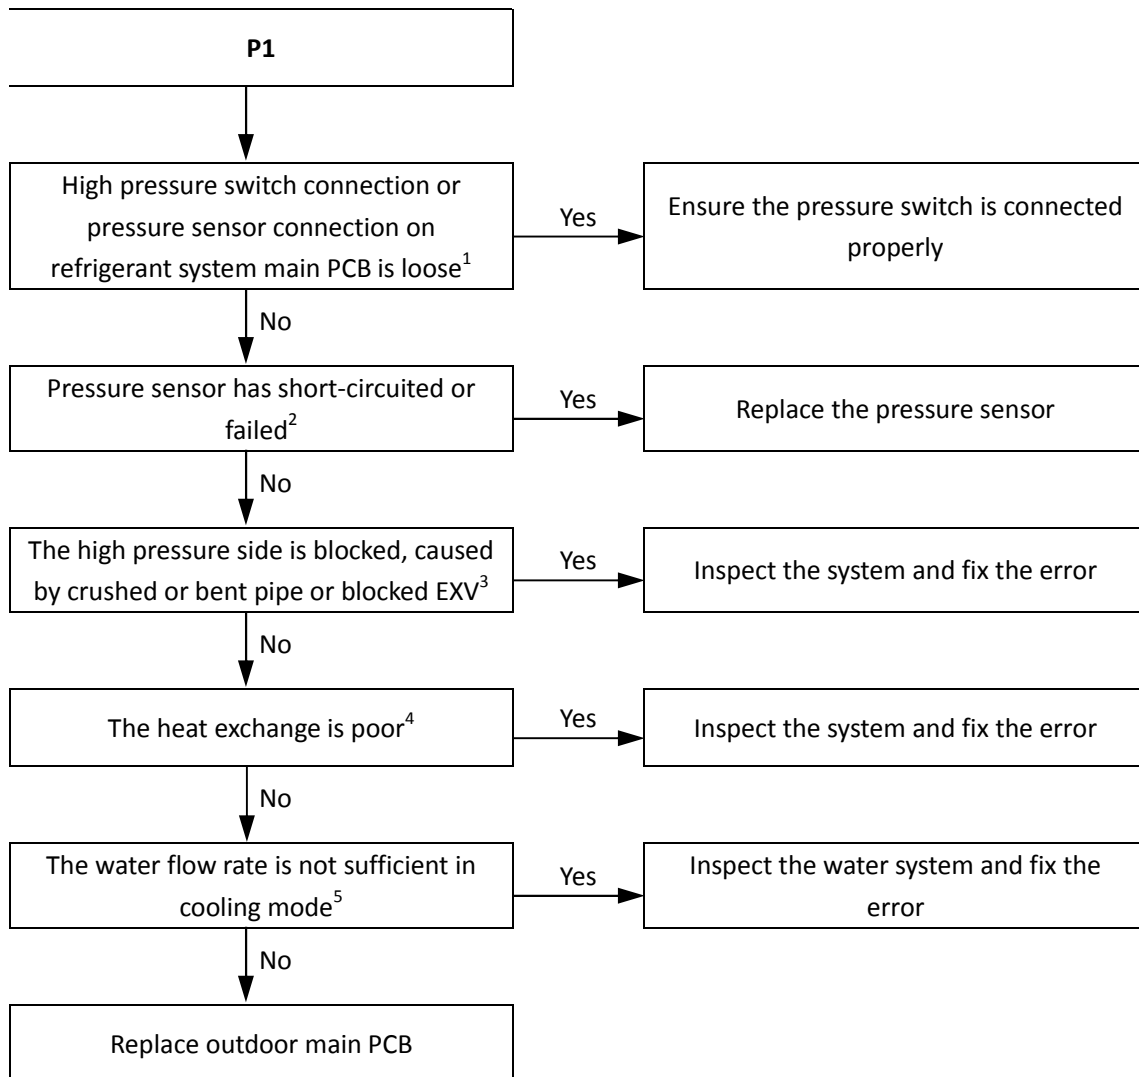 P1
High pressure switch connection or
pressure sensor connection on
refrigerant system main PCB is loose¹
Yes
Ensure the pressure switch is connected
properly
No
Pressure sensor has short-circuited or
failed²
Yes
Replace the pressure sensor
No
The high pressure side is blocked, caused
by crushed or bent pipe or blocked EXV³
Yes
Inspect the system and fix the error
No
The heat exchange is poor⁴
Yes
Inspect the system and fix the error
No
The water flow rate is not sufficient in
cooling mode⁵
Yes
Inspect the water system and fix the
error
No
Replace outdoor main PCB